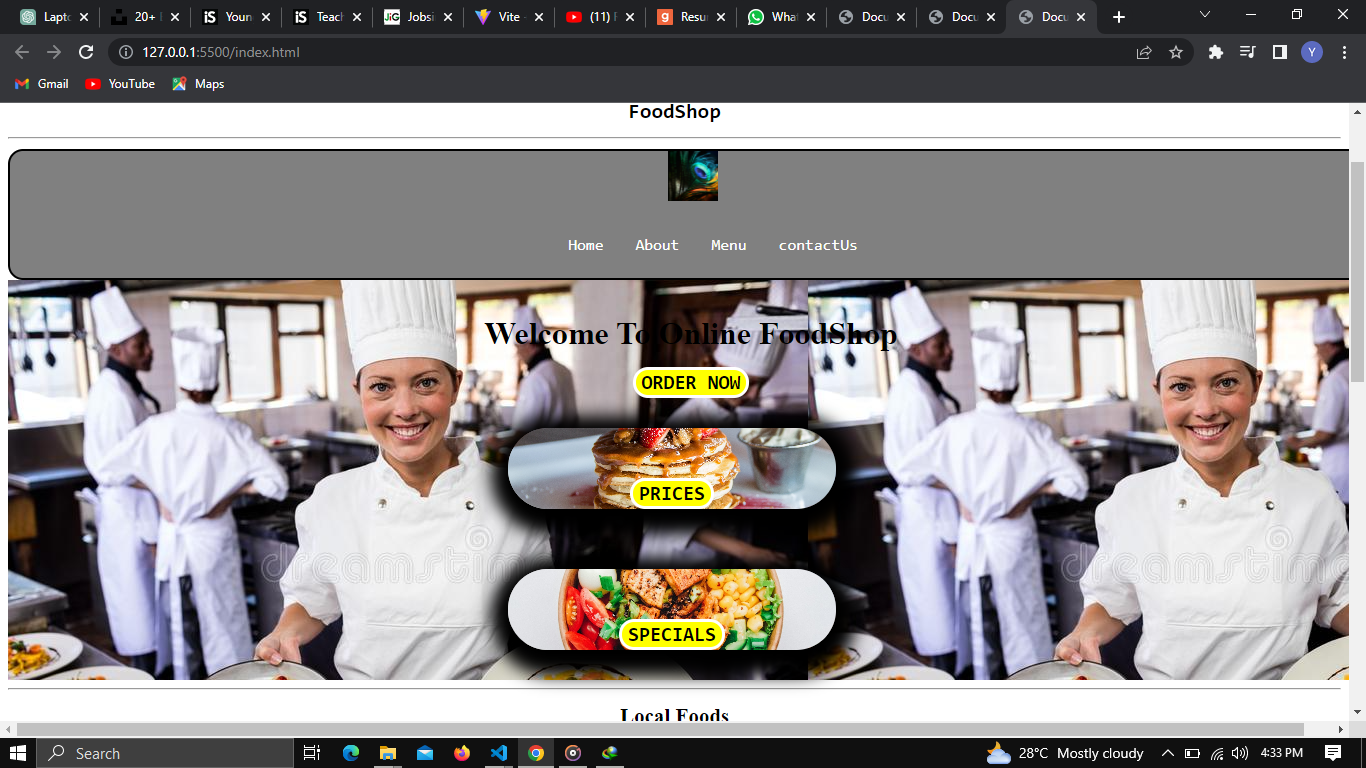 Lapto
20+ F
Youn
Teach
Jobsi
Vite -
(11) F
Resu
What
Docu
Docu
Docu
127.0.0.1:5500/index.html
Y
Gmail
YouTube
Maps
FoodShop
Home About Menu contactUs
Welcome To Online FoodShop
ORDER NOW
PRICES
dreamstime
dreamstime
SPECIALS
Local Foods
Search
28°C Mostly cloudy
4:33 PM